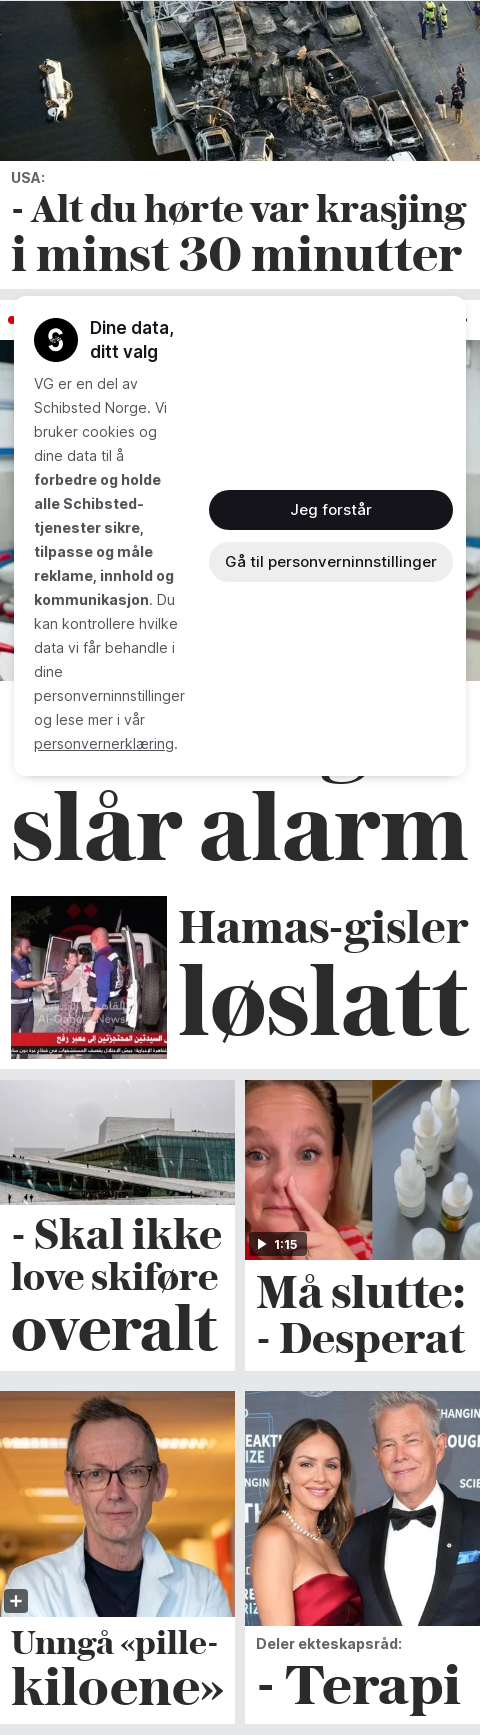 USA:
- Alt du hørte var krasjing
i minst 30 minutter
Dine data,
ditt valg
VG er en del av
Schibsted Norge. Vi
bruker cookies og
dine data til å
forbedre og holde
alle Schibsted-
tjenester sikre,
tilpasse og måle
reklame, innhold og
kommunikasjon. Du
kan kontrollere hvilke
data vi får behandle i
dine
personverninnstillinger
og lese mer i vår
personvernerklæring.
Jeg forstår
Gå til personverninnstillinger
slår alarm
Hamas-gisler
løslatt
Al-Qahera News
- Skal ikke
love skiføre
overalt
1:15
Må slutte:
- Desperat
Unngå «pille-
kiloene»
Deler ekteskapsråd:
- Terapi